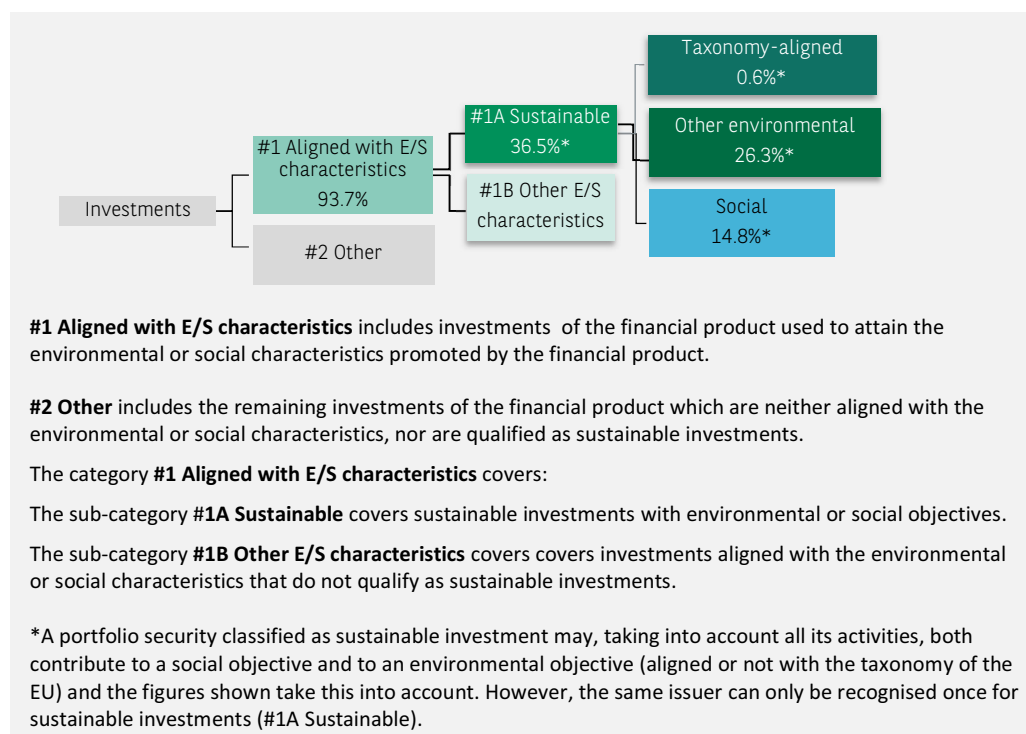 Taxonomy-aligned
0.6%*
#1A Sustainable
36.5%*
Other environmental
26.3%*
#1 Aligned with E/S
characteristics
93.7%
#1B Other E/S
characteristics
Investments
Social
14.8%*
#2 Other
#1 Aligned with E/S characteristics includes investments  of the financial product used to attain the
environmental or social characteristics promoted by the financial product.
#2 Other includes the remaining investments of the financial product which are neither aligned with the
environmental or social characteristics, nor are qualified as sustainable investments.
The category #1 Aligned with E/S characteristics covers:
The sub-category #1A Sustainable covers sustainable investments with environmental or social objectives.
The sub-category #1B Other E/S characteristics covers covers investments aligned with the environmental
or social characteristics that do not qualify as sustainable investments.
*A portfolio security classified as sustainable investment may, taking into account all its activities, both
contribute to a social objective and to an environmental objective (aligned or not with the taxonomy of the
EU) and the figures shown take this into account. However, the same issuer can only be recognised once for
sustainable investments (#1A Sustainable).